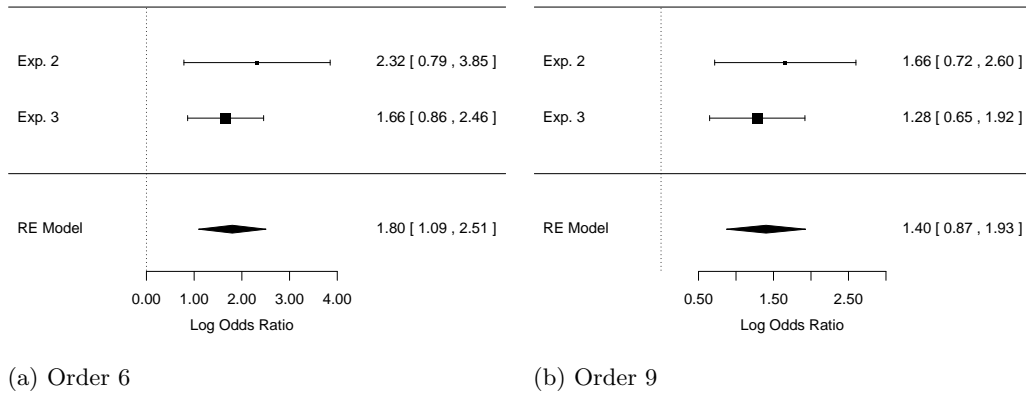 Exp. 2 2.32 [ 0.79 , 3.85 ]
Exp. 3 1.66 [ 0.86 , 2.46 ]
RE Model 1.80 [ 1.09 , 2.51 ]
0.00 1.00 2.00 3.00 4.00
Log Odds Ratio
(a) Order 6
Exp. 2 1.66 [ 0.72 , 2.60 ]
Exp. 3 1.28 [ 0.65 , 1.92 ]
RE Model 1.40 [ 0.87 , 1.93 ]
0.50 1.50 2.50
Log Odds Ratio
(b) Order 9